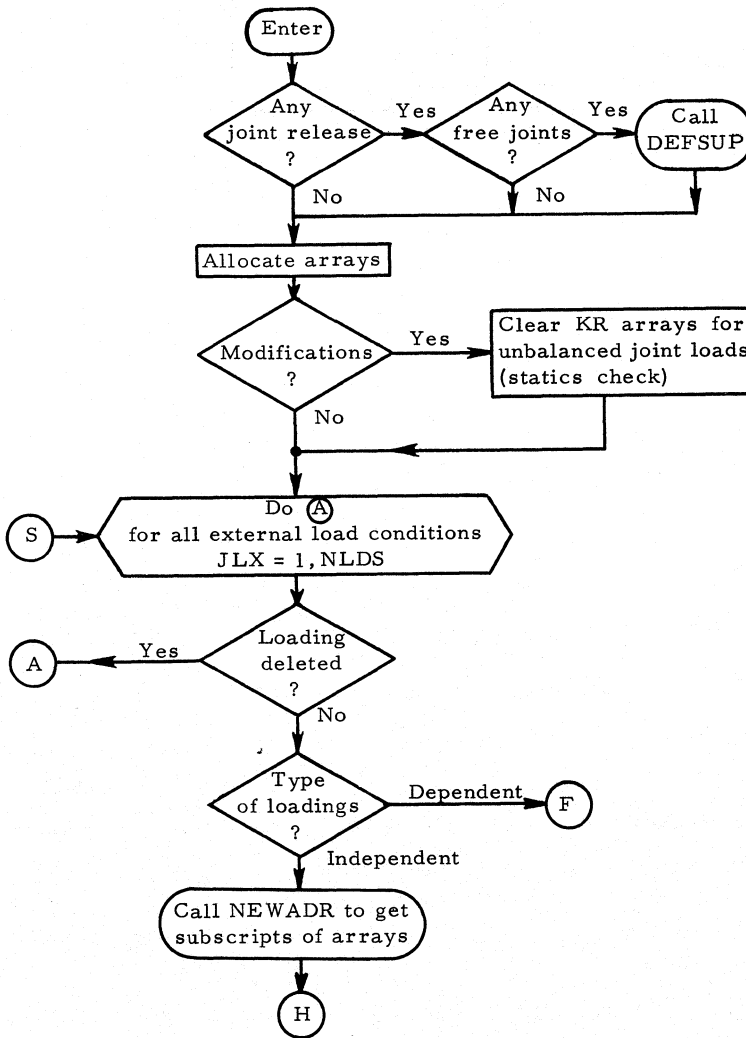 Enter
Any
joint release
?
Yes
Any
free joints
?
Yes
Call
DEFSUP
No
No
Allocate arrays
Modifications
?
Yes
Clear KR arrays for
unbalanced joint loads
(statics check)
No
S
Do A
for all external load conditions
JLX = 1, NLDS
Loading
deleted
?
Yes
A
No
Type
of loadings
?
Dependent
F
Independent
Call NEWADR to get
subscripts of arrays
H